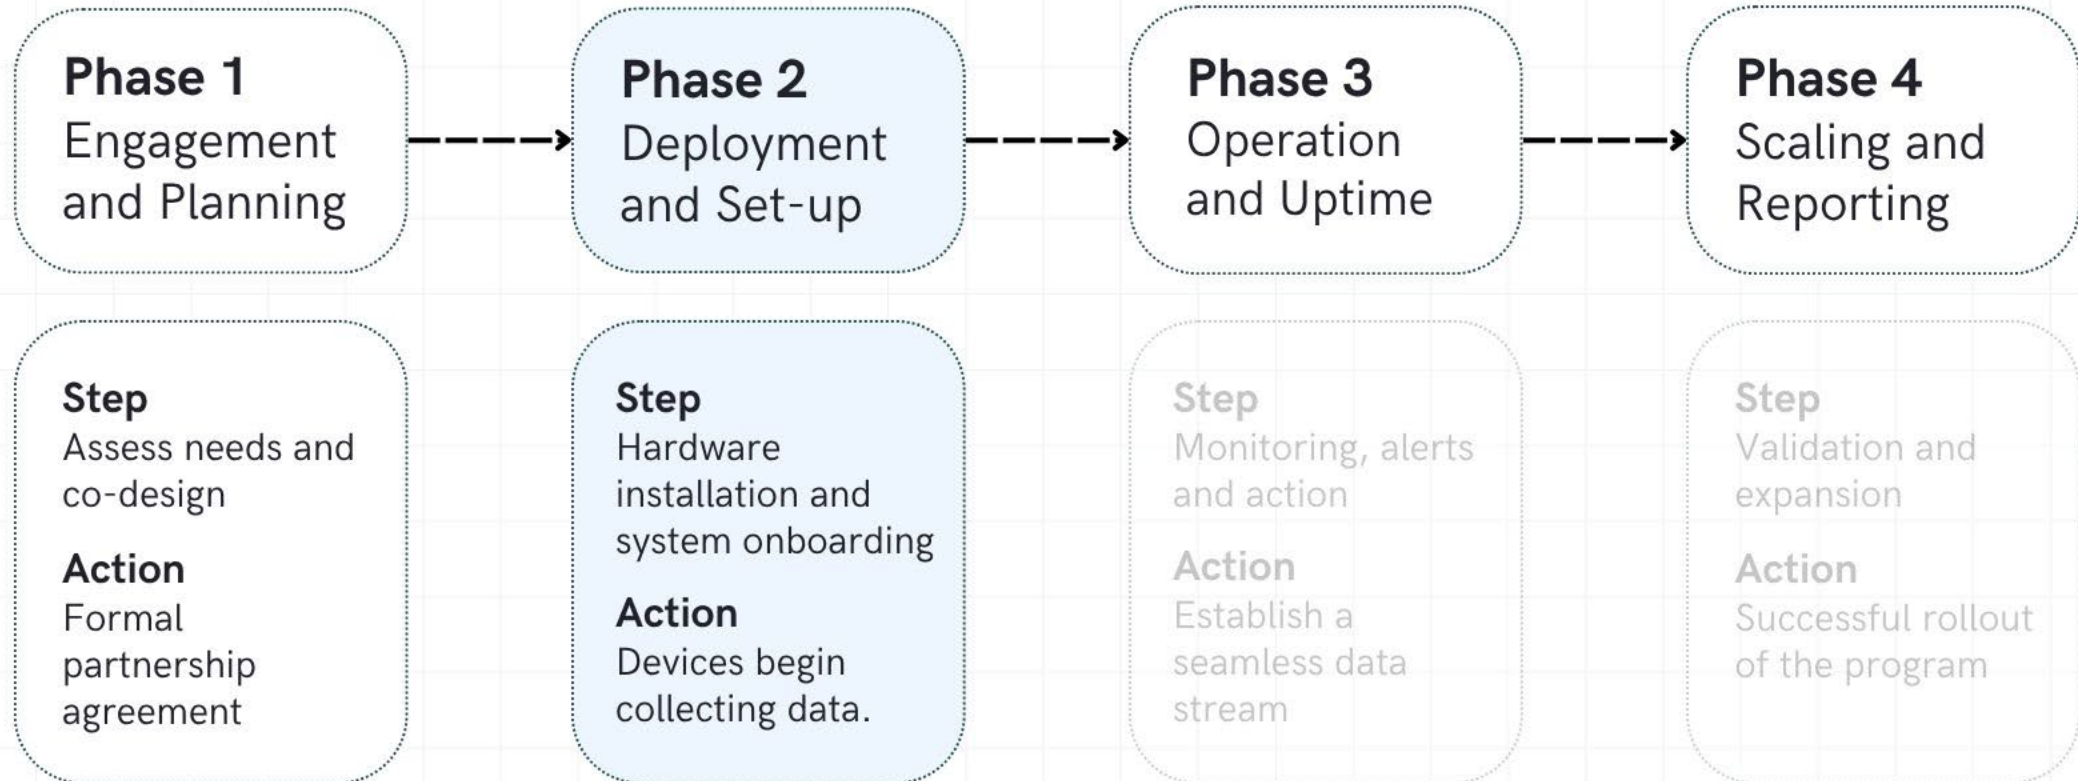 Phase 1
Engagement
and Planning
Phase 2
Deployment
and Set-up
Phase 3
Operation
and Uptime
Phase 4
Scaling and
Reporting
Step
Assess needs and
co-design
Action
Formal
partnership
agreement
Step
Hardware
installation and
system onboarding
Action
Devices begin
collecting data.
Step
Monitoring, alerts
and action
Action
Establish a
seamless data
stream
Step
Validation and
expansion
Action
Successful rollout
of the program